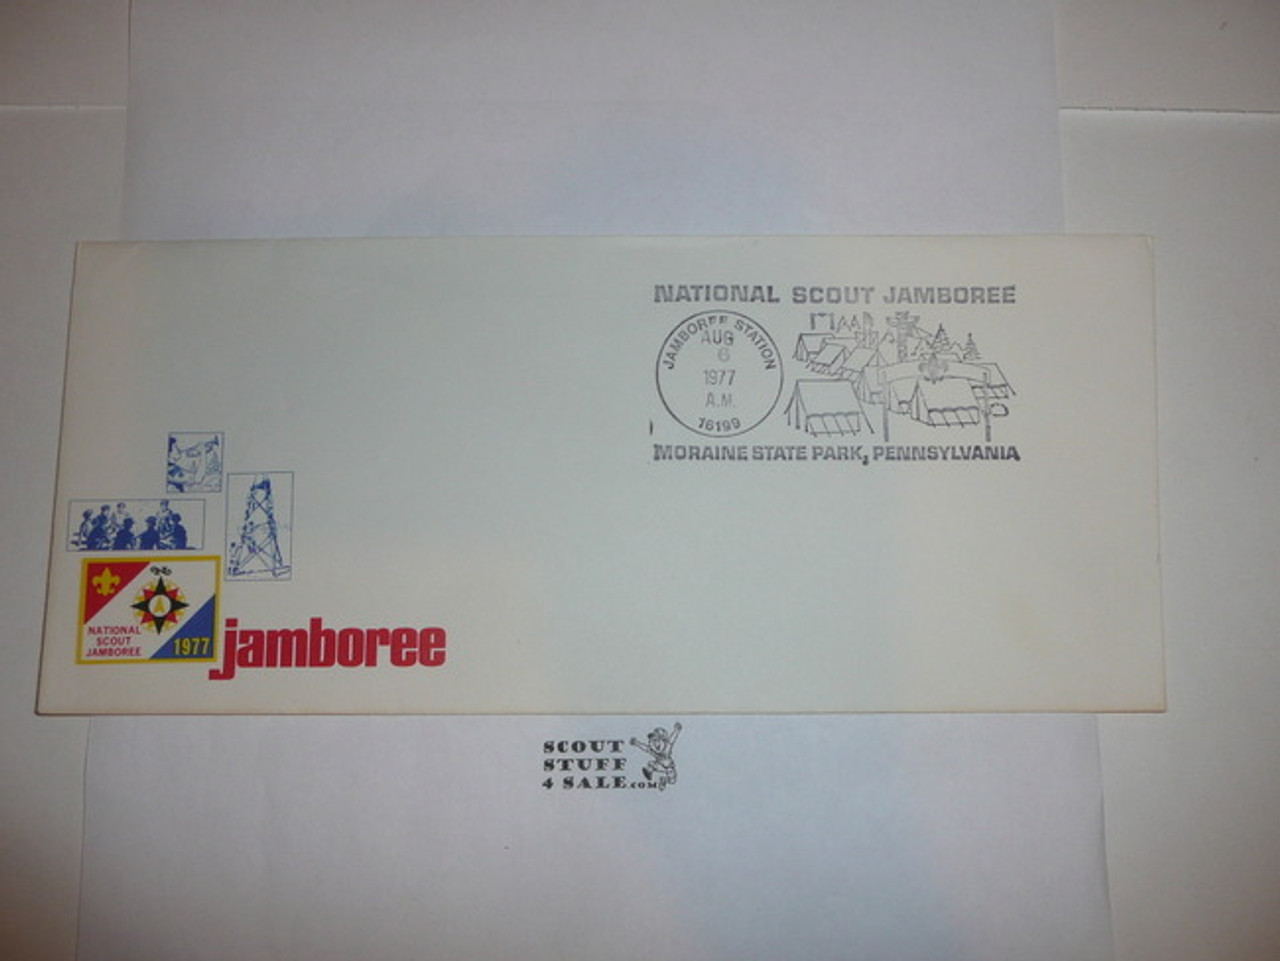 NATIONAL SCOUT JAMBOREE
JAMBOREE STATION
AUG
6
1977
A.M.
16199
MORAINE STATE PARK, PENNSYLVANIA
A
NATIONAL
SCOUT
JAMBOREE
1977
jamboree
SCOUT
STUFF
4 SALE.COM